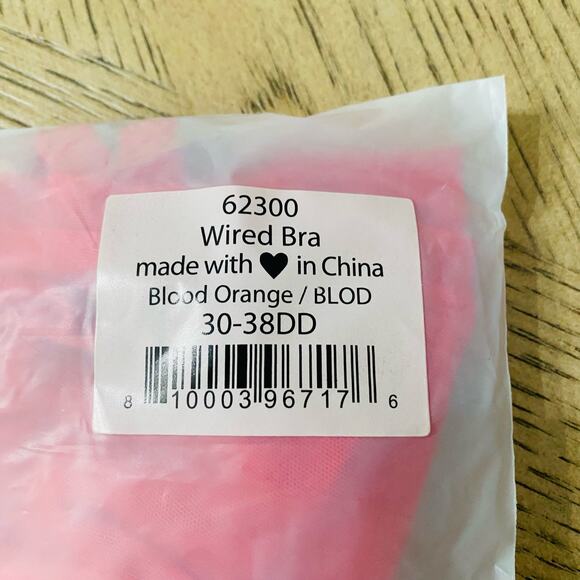 62300
Wired Bra
made with ♥ in China
Blood Orange / BLOD
30-38DD
8 10003 96717 6